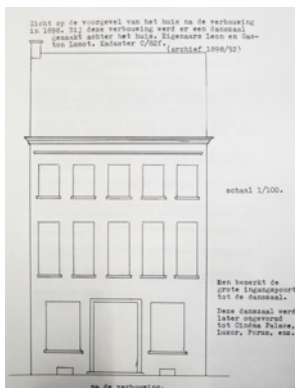 Zicht op de voorgevel van het huis na de verbouwing
in 1898. Bij deze verbouwing werd er een danszaal
gemaakt achter het huis. Eigenaars Leon en Gas-
ton Lamot. Kadaster C/82f.
(archief 1898/52)
schaal 1/100.
Men bemerkt de
grote ingangspoort
tot de danszaal.
Deze danszaal werd
later omgevormd
tot Cinéma Palace,
Luxor, Forum, enz.
na de verbouwing.